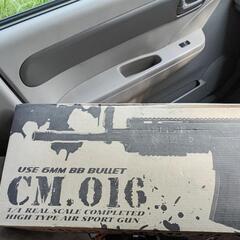 USE 6MM BB BULLET
CM.016
1/1 REAL SCALE COMPLETED
HIGH TYPE AIR SPORT GUN